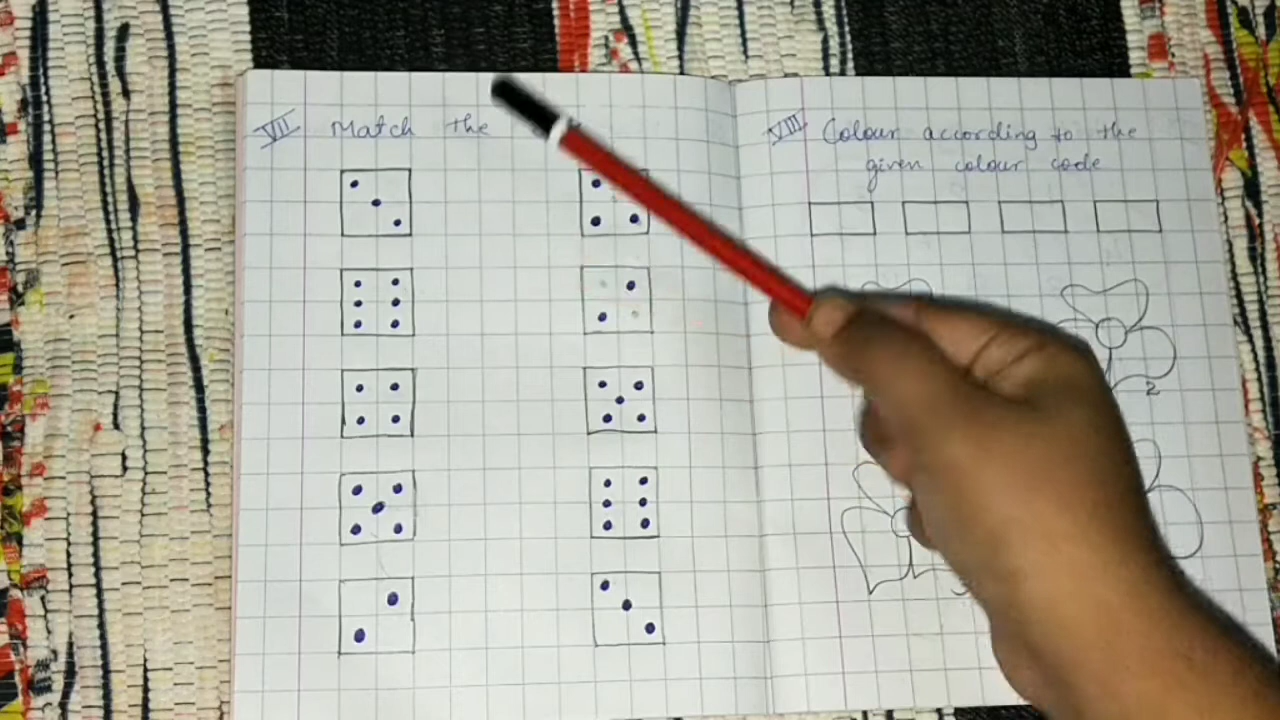 VII Match the
VIII Colour according to the
given colour code
2